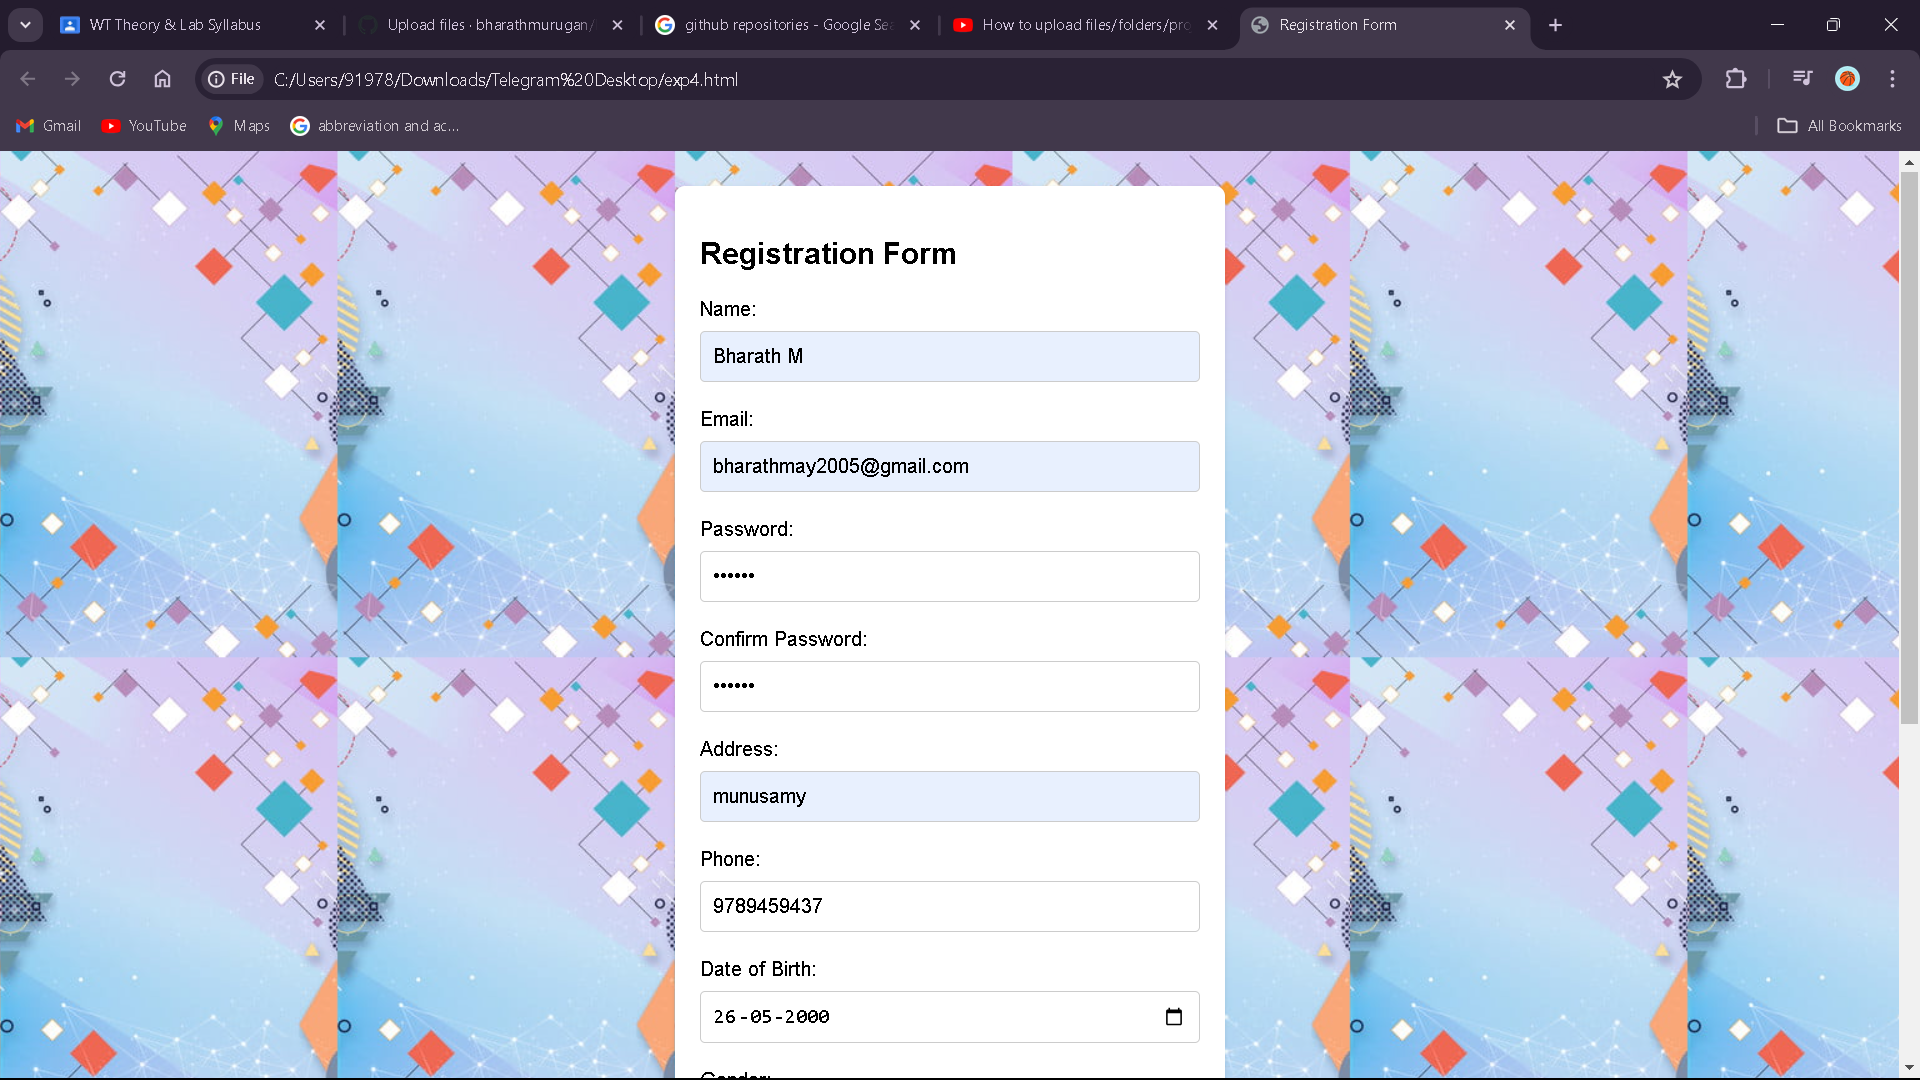 WT Theory & Lab Syllabus
Upload files · bharathmurugan/
github repositories - Google Sea
How to upload files/folders/pro
Registration Form
File
C:/Users/91978/Downloads/Telegram%20Desktop/exp4.html
Gmail
YouTube
Maps
abbreviation and ac...
All Bookmarks
Registration Form
Name:
Bharath M
Email:
bharathmay2005@gmail.com
Password:
••••••
Confirm Password:
••••••
Address:
munusamy
Phone:
9789459437
Date of Birth:
26-05-2000
Gender: